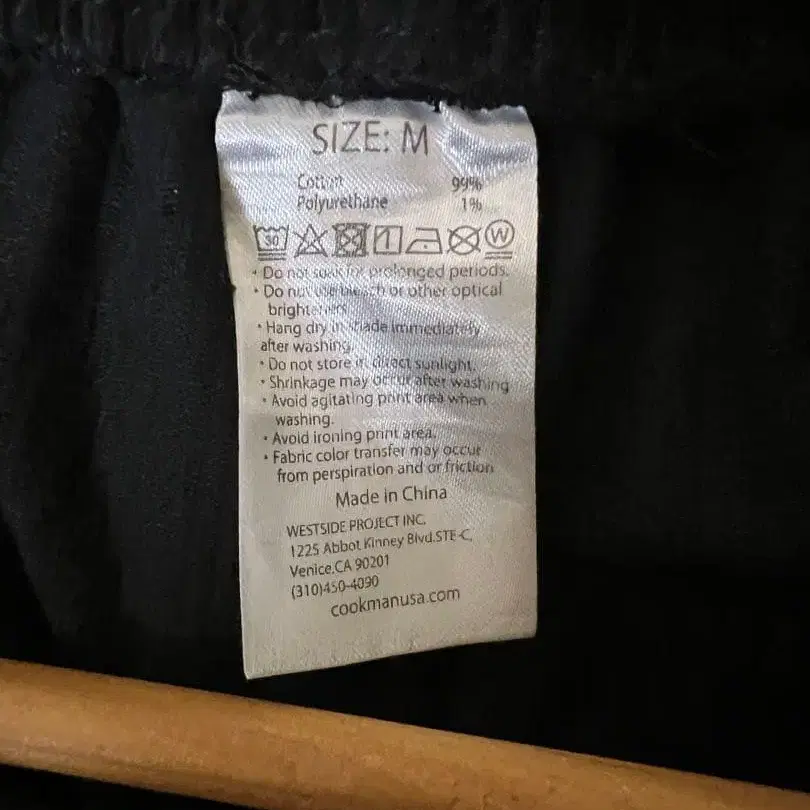 SIZE: M
Cotton 99%
Polyurethane 1%
30 W
• Do not soak for prolonged periods.
• Do not use bleach or other optical
brighteners
• Hang dry in shade immediately
after washing.
• Do not store in direct sunlight.
• Shrinkage may occur after washing
• Avoid agitating print area when
washing.
• Avoid ironing print area.
• Fabric color transfer may occur
from perspiration and or friction
Made in China
WESTSIDE PROJECT INC.
1225 Abbot Kinney Blvd.STE-C,
Venice.CA 90201
(310)450-4090
cookmanusa.com